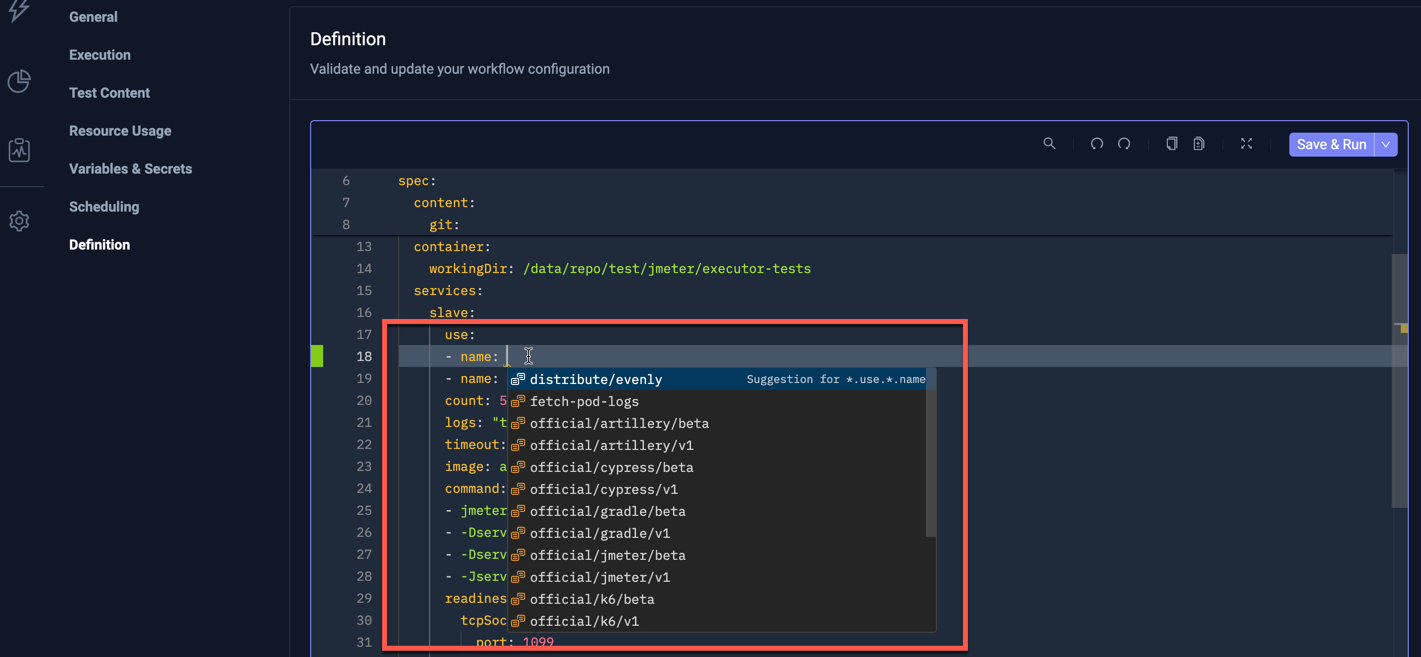 General
Execution
Test Content
Resource Usage
Variables & Secrets
Scheduling
Definition
Definition
Validate and update your workflow configuration
Save & Run
6 spec:
7 content:
8 git:
13 container:
14 workingDir: /data/repo/test/jmeter/executor-tests
15 services:
16 slave:
17 use:
18 - name:
19 - name:
20 count: 5
21 logs: "t
22 timeout:
23 image: a
24 command:
25 - jmeter
26 - -Dserv
27 - -Dserv
28 - -Jserv
29 readines
30 tcpSoc
31 port: 1099
distribute/evenly Suggestion for *.use.*.name
fetch-pod-logs
official/artillery/beta
official/artillery/v1
official/cypress/beta
official/cypress/v1
official/gradle/beta
official/gradle/v1
official/jmeter/beta
official/jmeter/v1
official/k6/beta
official/k6/v1